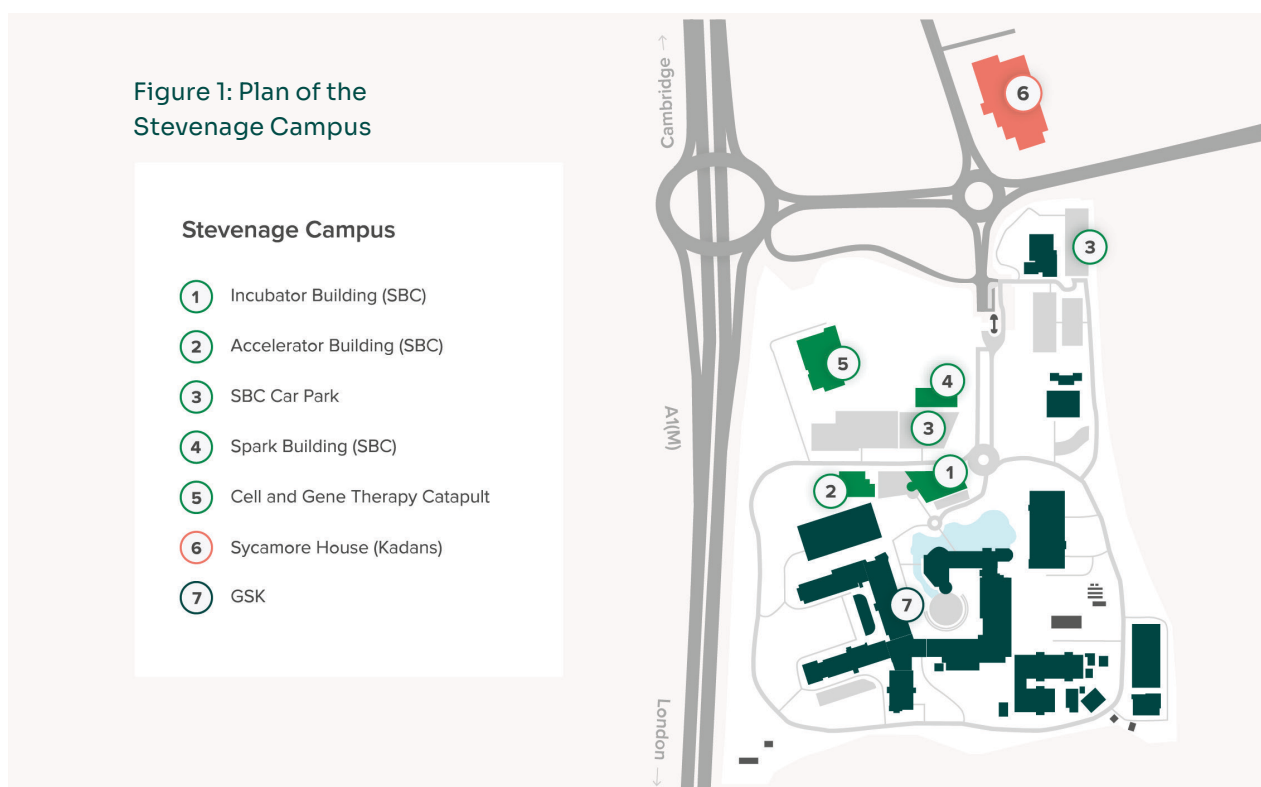 Figure 1: Plan of the
Stevenage Campus
Stevenage Campus
1 Incubator Building (SBC)
2 Accelerator Building (SBC)
3 SBC Car Park
4 Spark Building (SBC)
5 Cell and Gene Therapy Catapult
6 Sycamore House (Kadans)
7 GSK
Cambridge →
A1(M)
London →
6
3
5
4
3
1
2
7